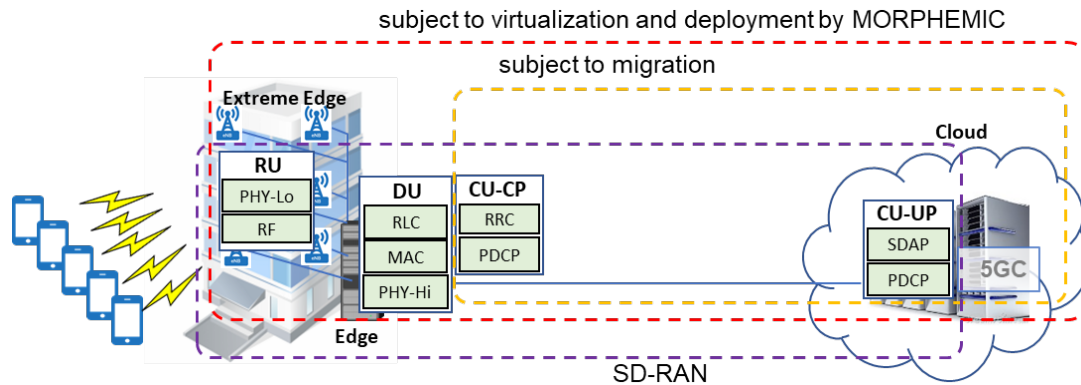 subject to virtualization and deployment by MORPHEMIC
subject to migration
Extreme Edge
Cloud
RU
PHY-Lo
RF
DU
RLC
MAC
PHY-Hi
CU-CP
RRC
PDCP
CU-UP
SDAP
PDCP
5GC
Edge
SD-RAN